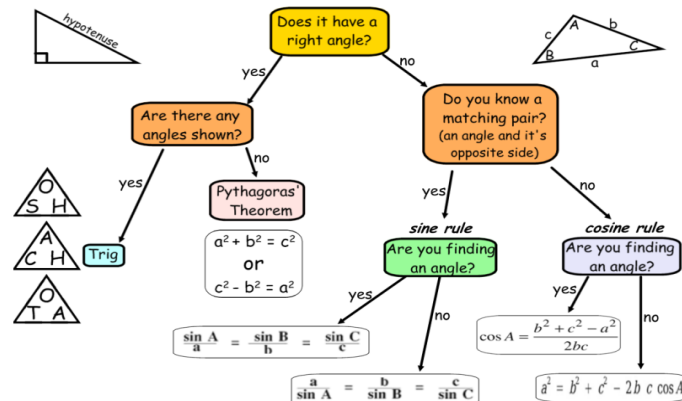 hypotenuse
Does it have a
right angle?
A
b
c
B
C
a
yes
no
Are there any
angles shown?
Do you know a
matching pair?
(an angle and it's
opposite side)
yes
no
yes
no
O
S H
A
C H
O
T A
Trig
Pythagoras'
Theorem
a² + b² = c²
or
c² - b² = a²
sine rule
Are you finding
an angle?
cosine rule
Are you finding
an angle?
yes
no
yes
no
sin A / a = sin B / b = sin C / c
cos A = b² + c² − a² / 2bc
a / sin A = b / sin B = c / sin C
a² = b² + c² − 2b c cosA